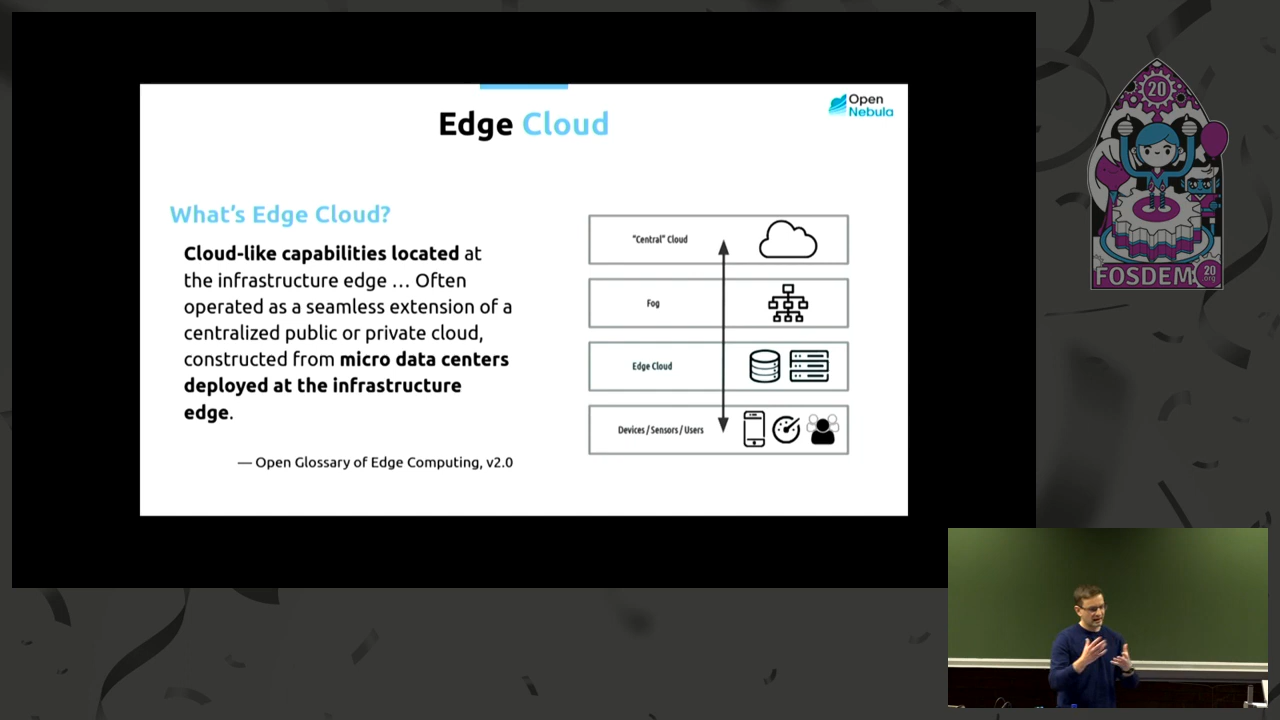 Edge Cloud
Open
Nebula
What's Edge Cloud?
Cloud-like capabilities located at
the infrastructure edge … Often
operated as a seamless extension of a
centralized public or private cloud,
constructed from micro data centers
deployed at the infrastructure
edge.
— Open Glossary of Edge Computing, v2.0
"Central" Cloud
Fog
Edge Cloud
Devices / Sensors / Users
20
FOSDEM
20
.org